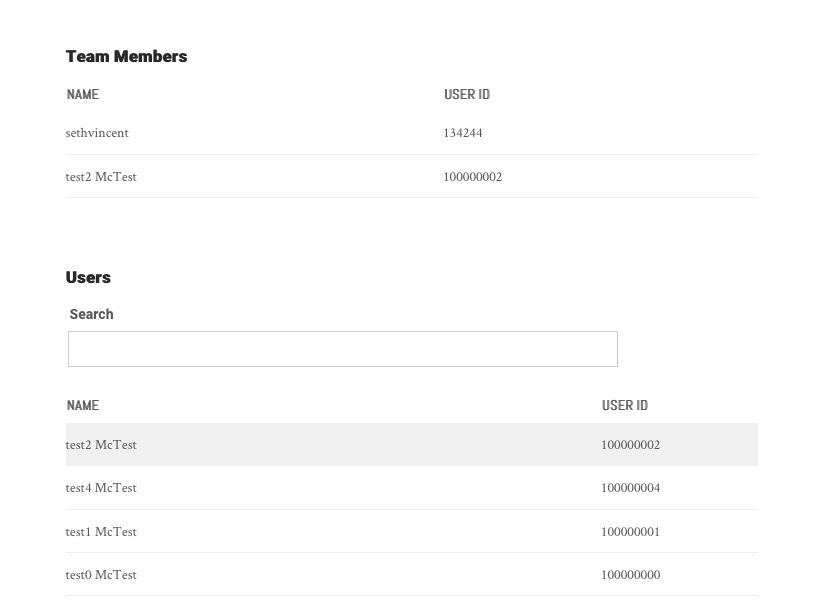 Team Members
NAME USER ID
sethvincent 134244
test2 McTest 100000002
Users
Search
NAME USER ID
test2 McTest 100000002
test4 McTest 100000004
test1 McTest 100000001
test0 McTest 100000000